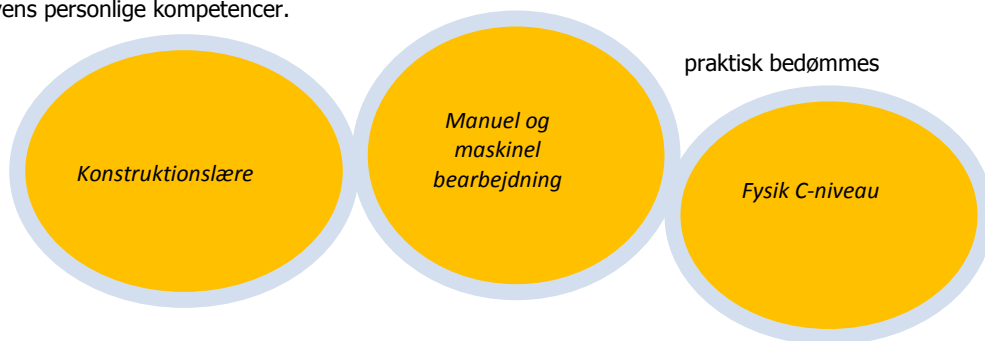 vens personlige kompetencer.
praktisk bedømmes
Konstruktionslære
Manuel og
maskinel
bearbejdning
Fysik C-niveau